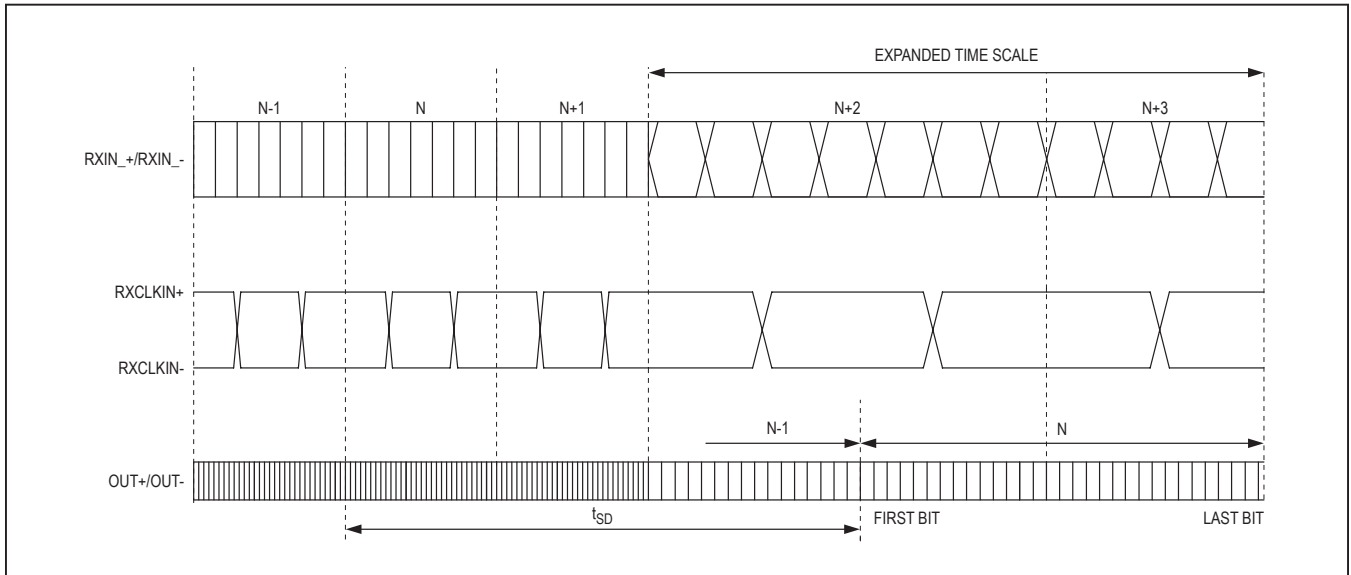 EXPANDED TIME SCALE
N-1 N N+1 N+2 N+3
RXIN_+/RXIN_-
RXCLKIN+
RXCLKIN-
N-1 N
OUT+/OUT-
tSD FIRST BIT LAST BIT